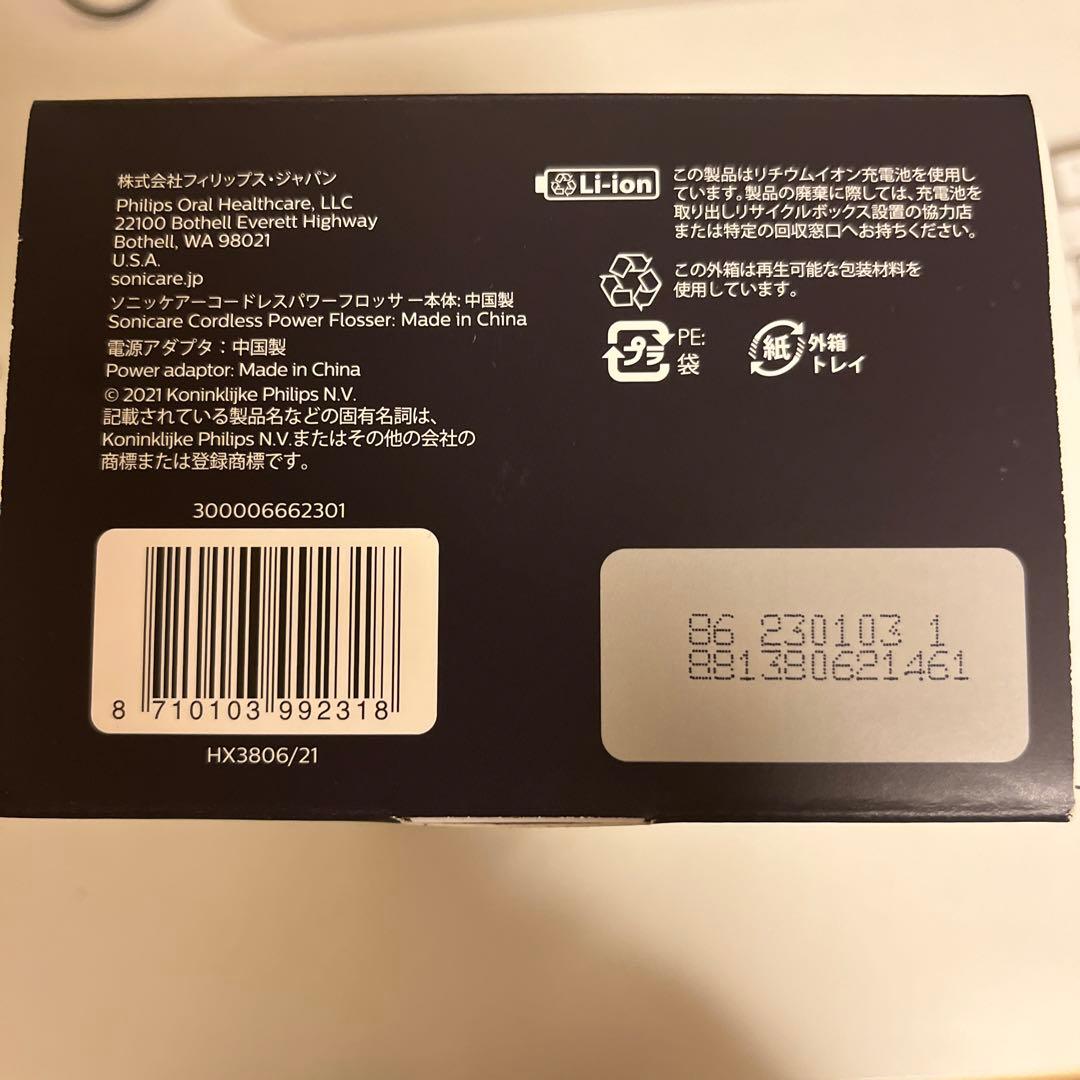 株式会社フィリップス・ジャパン
Philips Oral Healthcare, LLC
22100 Bothell Everett Highway
Bothell, WA 98021
U.S.A.
sonicare.jp
ソニッケアーコードレスパワーフロッサー本体: 中国製
Sonicare Cordless Power Flosser: Made in China
電源アダプタ：中国製
Power adaptor: Made in China
© 2021 Koninklijke Philips N.V.
記載されている製品名などの固有名詞は、
Koninklijke Philips N.V.またはその他の会社の
商標または登録商標です。
300006662301
8 710103 992318
HX3806/21
Li-ion
この製品はリチウムイオン充電池を使用し
ています。製品の廃棄に際しては、充電池を
取り出しリサイクルボックス設置の協力店
または特定の回収窓口へお持ちください。
この外箱は再生可能な包装材料を
使用しています。
プラ
PE:
袋
紙
外箱
トレイ
86 230103 1
881380621461